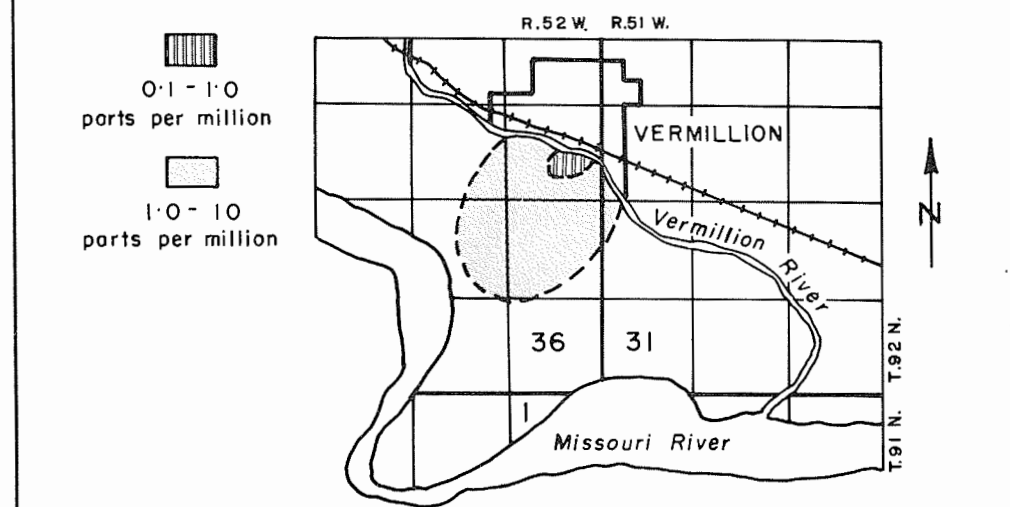 R.52 W. R.51 W.
0·1 - 1·0
parts per million
1·0 - 10
parts per million
VERMILLION
N
Vermillion River
36
31
T.92 N.
1
Missouri River
T.91 N.